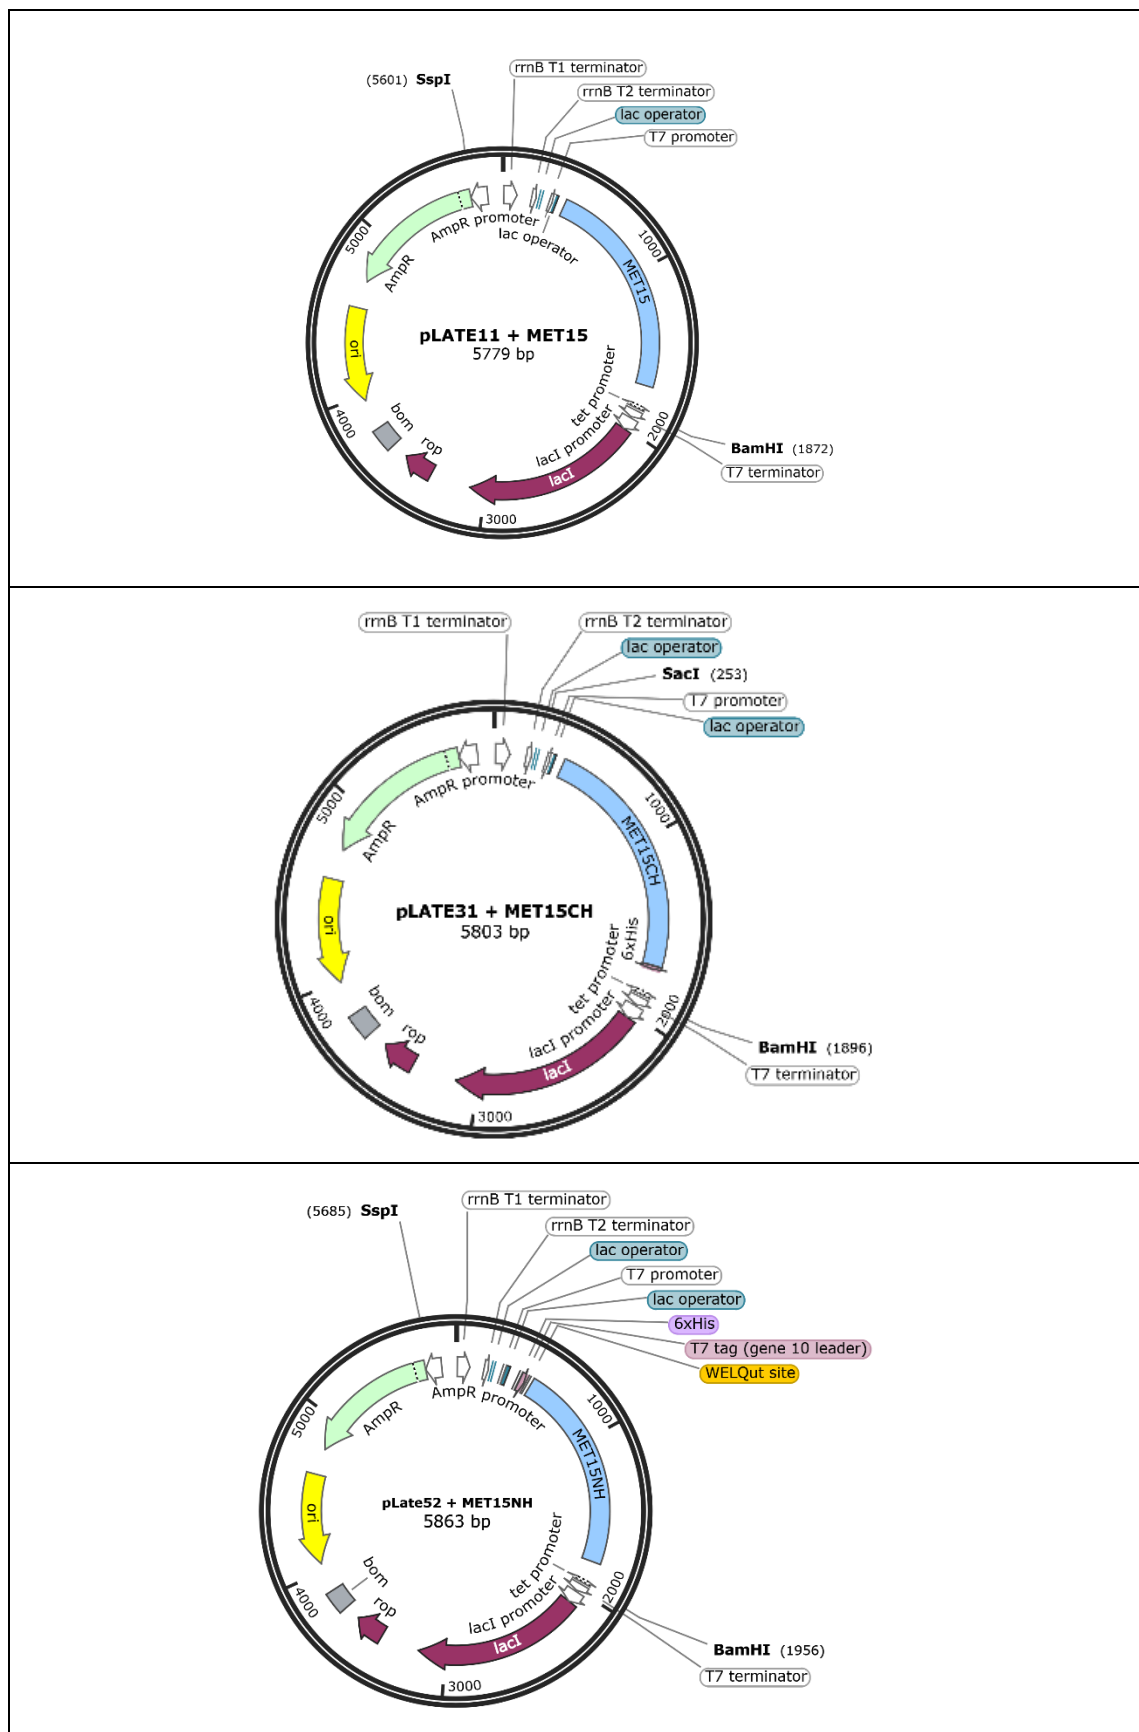 (5601) SspI
rrnB T1 terminator
rrnB T2 terminator
lac operator
T7 promoter
AmpR promoter
lac operator
AmpR
5000
1000
MET15
ori
pLATE11 + MET15
5779 bp
tet promoter
lacI promoter
4000
bom
rop
lacI
2000
BamHI (1872)
T7 terminator
3000
rrnB T1 terminator
rrnB T2 terminator
lac operator
SacI (253)
T7 promoter
lac operator
AmpR promoter
AmpR
5000
1000
MET15CH
ori
pLATE31 + MET15CH
5803 bp
6xHis
tet promoter
lacI promoter
4000
bom
rop
lacI
2000
BamHI (1896)
T7 terminator
3000
(5685) SspI
rrnB T1 terminator
rrnB T2 terminator
lac operator
T7 promoter
lac operator
6xHis
T7 tag (gene 10 leader)
WELQut site
AmpR promoter
AmpR
5000
1000
MET15NH
ori
pLate52 + MET15NH
5863 bp
tet promoter
lacI promoter
4000
bom
rop
lacI
2000
BamHI (1956)
T7 terminator
3000